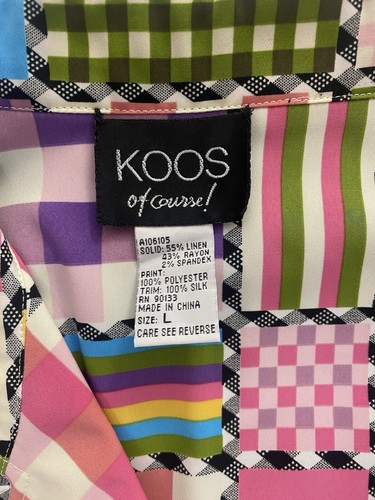 KOOS
of Course!
A106105
SOLID: 55% LINEN
43% RAYON
2% SPANDEX
PRINT:
100% POLYESTER
TRIM: 100% SILK
RN 90133
MADE IN CHINA
SIZE: L
CARE SEE REVERSE